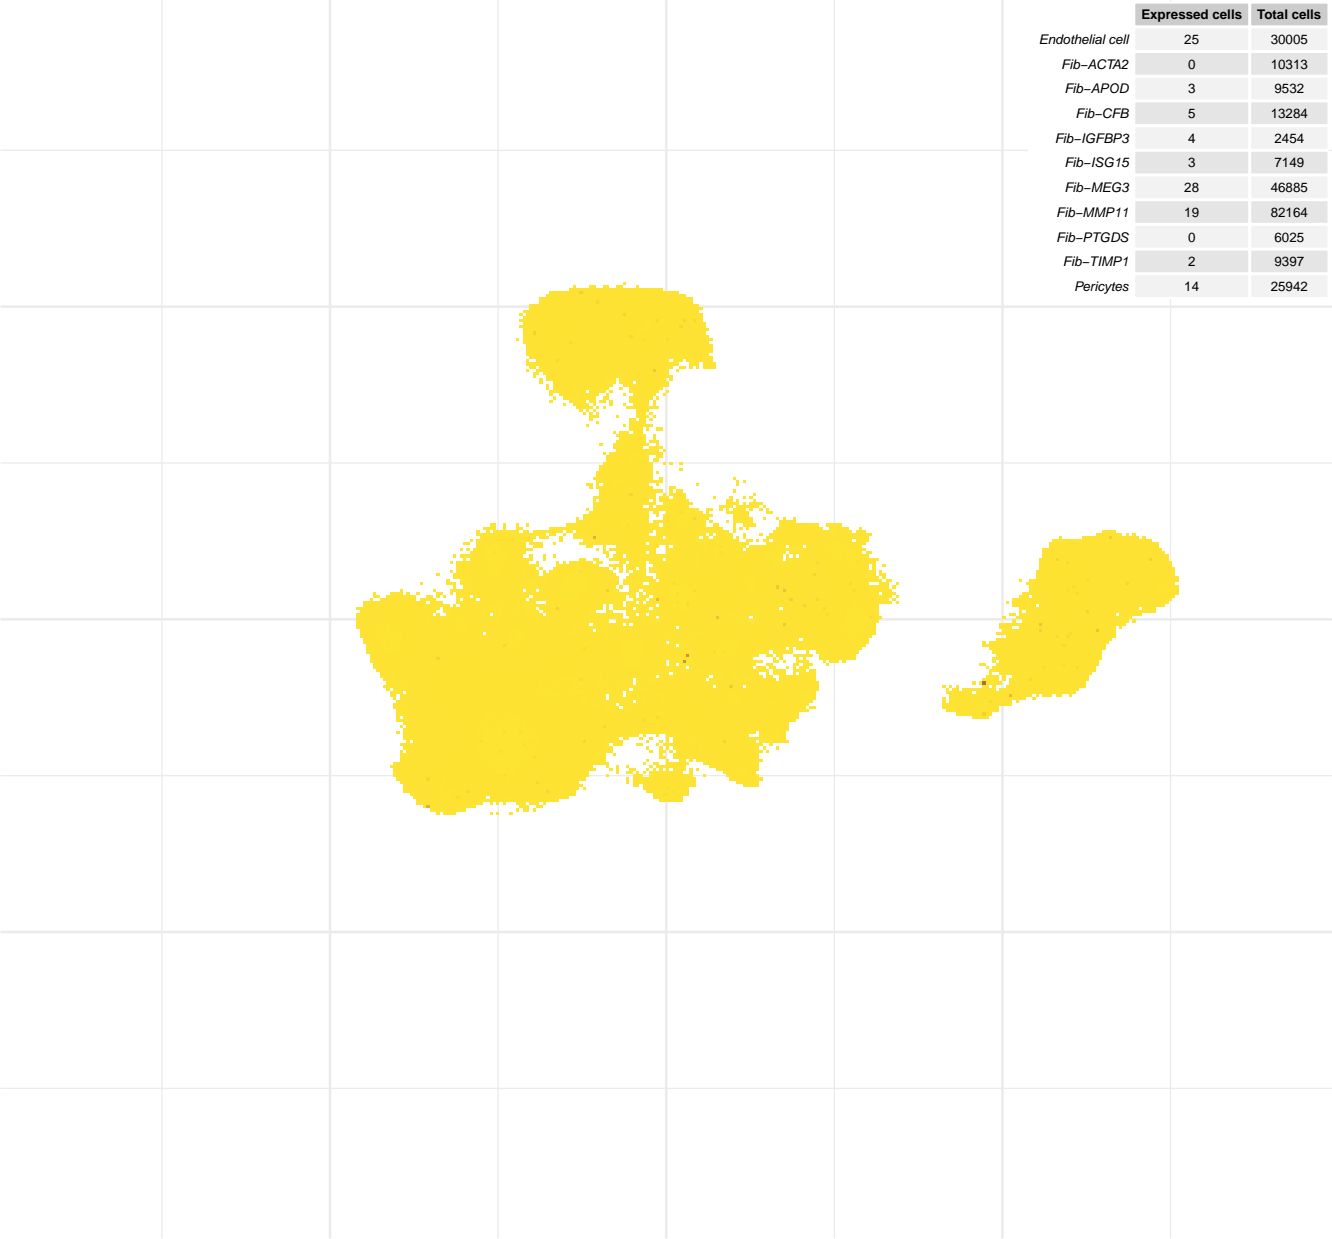 Expressed cells Total cells
Endothelial cell 25 30005
Fib−ACTA2 0 10313
Fib−APOD 3 9532
Fib−CFB 5 13284
Fib−IGFBP3 4 2454
Fib−ISG15 3 7149
Fib−MEG3 28 46885
Fib−MMP11 19 82164
Fib−PTGDS 0 6025
Fib−TIMP1 2 9397
Pericytes 14 25942